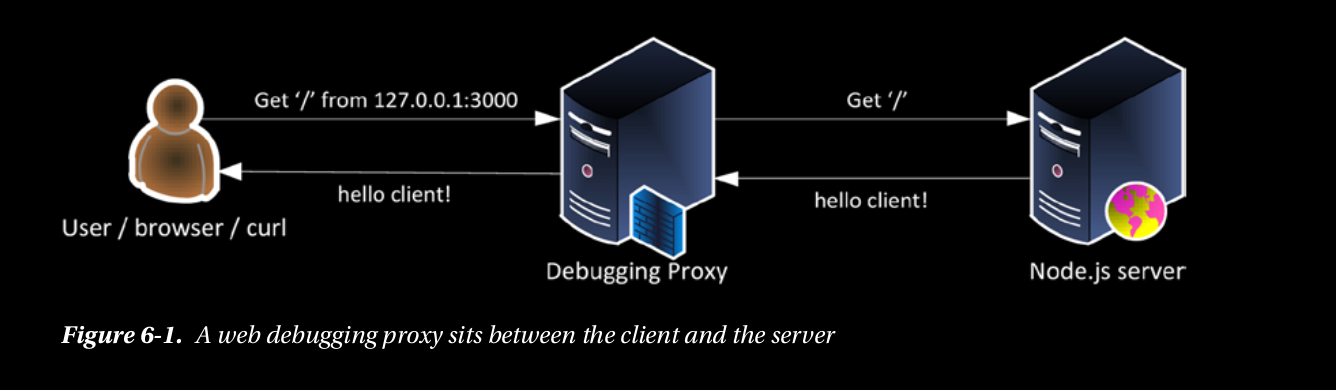 Get ‘/’ from 127.0.0.1:3000
Get ‘/’
hello client!
hello client!
User / browser / curl
Debugging Proxy
Node.js server
Figure 6-1. A web debugging proxy sits between the client and the server